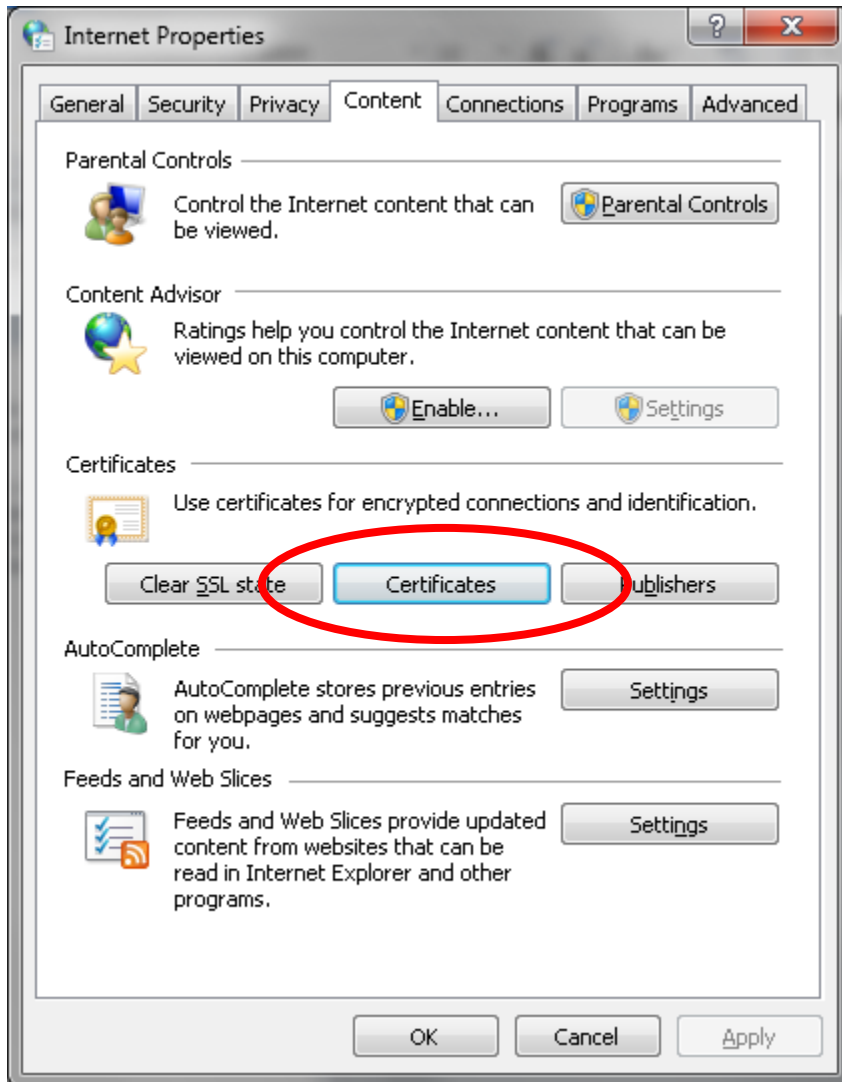 Internet Properties
?
x
General Security Privacy Content Connections Programs Advanced
Parental Controls
Control the Internet content that can
be viewed.
Parental Controls
Content Advisor
Ratings help you control the Internet content that can be
viewed on this computer.
Enable...
Settings
Certificates
Use certificates for encrypted connections and identification.
Clear SSL state
Certificates
Publishers
AutoComplete
AutoComplete stores previous entries
on webpages and suggests matches
for you.
Settings
Feeds and Web Slices
Feeds and Web Slices provide updated
content from websites that can be
read in Internet Explorer and other
programs.
Settings
OK
Cancel
Apply